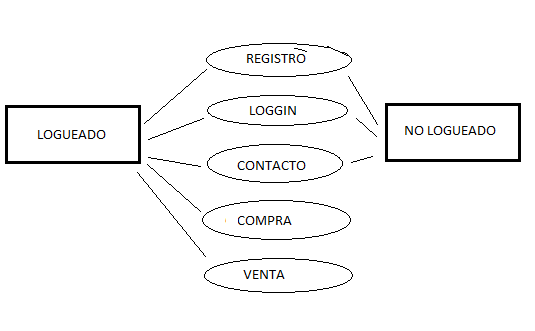 REGISTRO
LOGGIN
LOGUEADO
NO LOGUEADO
CONTACTO
COMPRA
VENTA